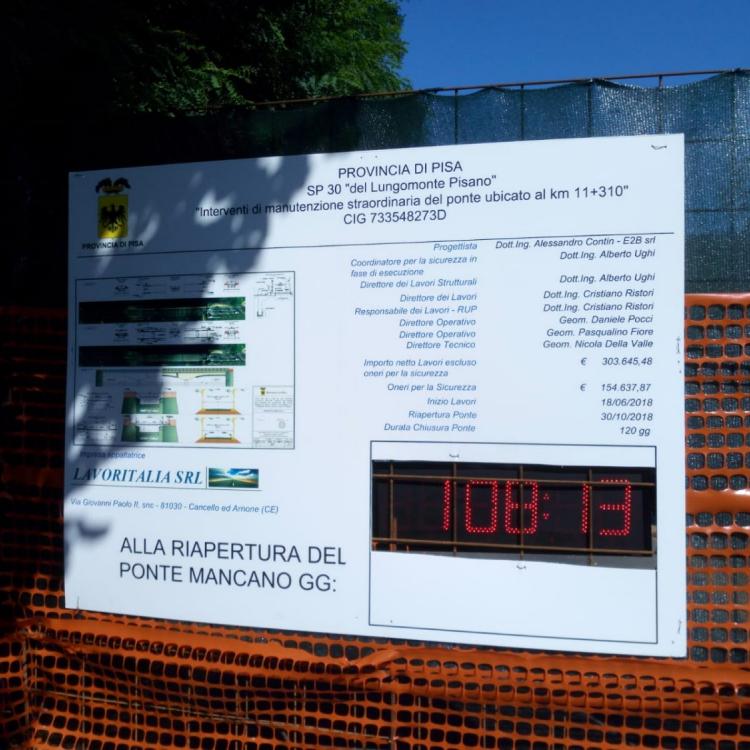 PROVINCIA DI PISA
SP 30 "del Lungomonte Pisano"
"Interventi di manutenzione straordinaria del ponte ubicato al km 11+310"
CIG 733548273D
PROVINCIA DI PISA
Progettista Dott.Ing. Alessandro Contin - E2B srl
Coordinatore per la sicurezza in Dott.Ing. Alberto Ughi
fase di esecuzione
Direttore dei Lavori Strutturali Dott.Ing. Alberto Ughi
Direttore dei Lavori Dott.Ing. Cristiano Ristori
Responsabile dei Lavori - RUP Dott.Ing. Cristiano Ristori
Direttore Operativo Geom. Daniele Pocci
Direttore Operativo Geom. Pasqualino Fiore
Direttore Tecnico Geom. Nicola Della Valle
Importo netto Lavori escluso € 303.645,48
oneri per la sicurezza
Oneri per la Sicurezza € 154.637,87
Inizio Lavori 18/06/2018
Riapertura Ponte 30/10/2018
Durata Chiusura Ponte 120 gg
Impresa appaltatrice
LAVORITALIA SRL
Via Giovanni Paolo II, snc - 81030 - Cancello ed Arnone (CE)
ALLA RIAPERTURA DEL
PONTE MANCANO GG:
108:13